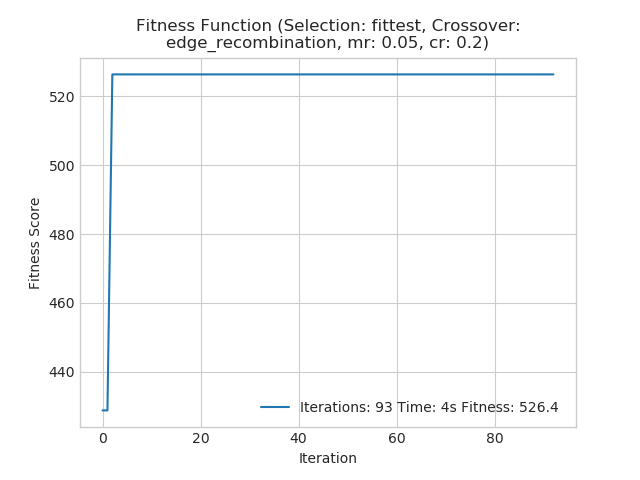 Fitness Function (Selection: fittest, Crossover:
edge_recombination, mr: 0.05, cr: 0.2)
Fitness Score
520
500
480
460
440
Iterations: 93 Time: 4s Fitness: 526.4
0 20 40 60 80
Iteration